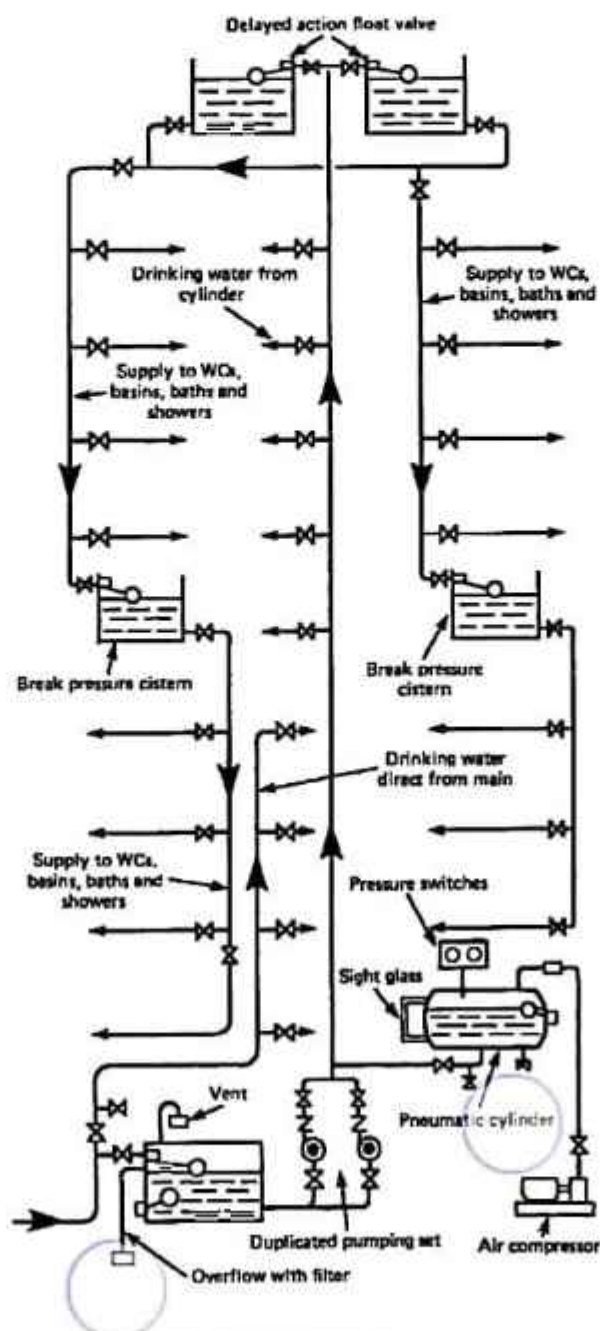 Delayed action float valve
Drinking water from
cylinder
Supply to WCs,
basins, baths and
showers
Supply to WCs,
basins, baths and
showers
Break pressure cistern
Break pressure
cistern
Drinking water
direct from main
Supply to WCs,
basins, baths and
showers
Pressure switches
Sight glass
Vent
Pneumatic cylinder
Duplicated pumping set
Air compressor
Overflow with filter